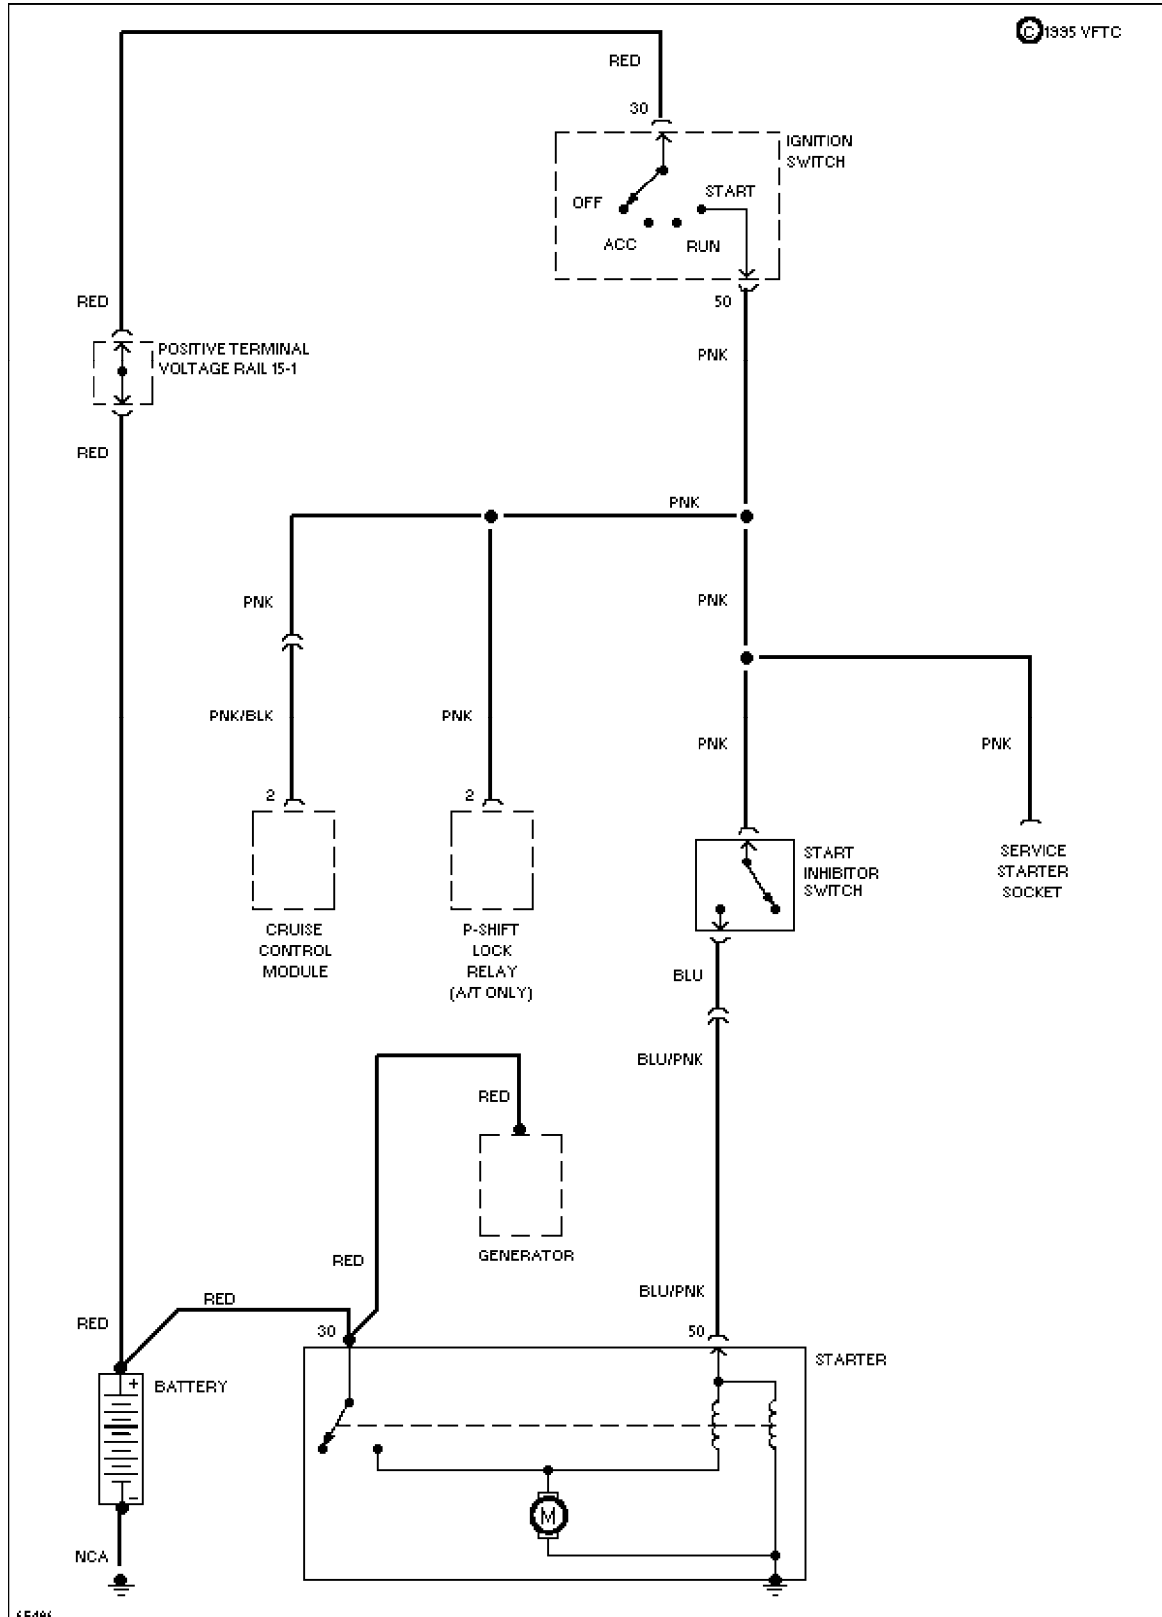 © 1995 VFTC
RED
30
IGNITION
SWITCH
OFF
START
ACC
RUN
RED
50
POSITIVE TERMINAL
VOLTAGE RAIL 15-1
PNK
RED
PNK
PNK
PNK
PNK/BLK
PNK
PNK
PNK
2
2
START
INHIBITOR
SWITCH
SERVICE
STARTER
SOCKET
CRUISE
CONTROL
MODULE
P-SHIFT
LOCK
RELAY
(A/T ONLY)
BLU
BLU/PNK
RED
GENERATOR
RED
BLU/PNK
RED
RED
30
50
STARTER
BATTERY
+
M
−
NCA